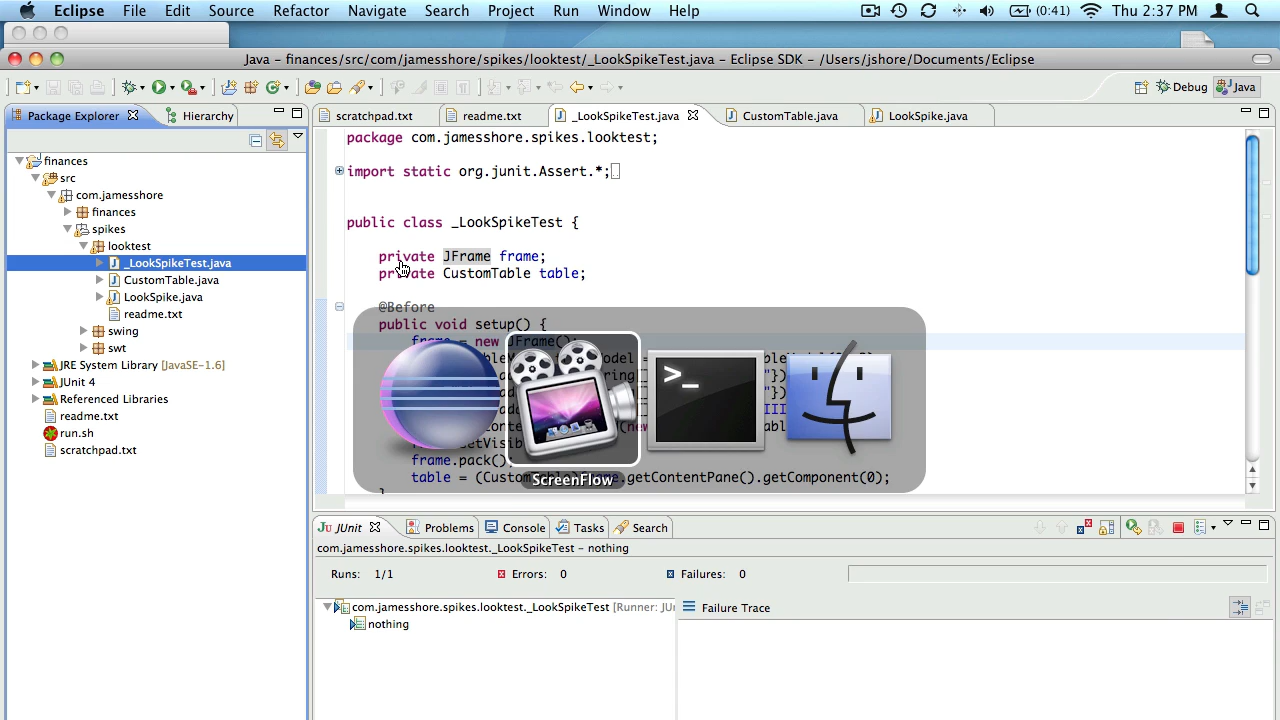 Eclipse File Edit Source Refactor Navigate Search Project Run Window Help (0:41) Thu 2:37 PM
Java – finances/src/com/jamesshore/spikes/looktest/_LookSpikeTest.java – Eclipse SDK – /Users/jshore/Documents/Eclipse
Debug Java
Package Explorer Hierarchy
scratchpad.txt readme.txt _LookSpikeTest.java CustomTable.java LookSpike.java
finances
src
com.jamesshore
finances
spikes
looktest
_LookSpikeTest.java
CustomTable.java
LookSpike.java
readme.txt
swing
swt
JRE System Library [JavaSE-1.6]
JUnit 4
Referenced Libraries
readme.txt
run.sh
scratchpad.txt
package com.jamesshore.spikes.looktest;
import static org.junit.Assert.*;
public class _LookSpikeTest {
private JFrame frame;
private CustomTable table;
@Before
public void setup() {
frame = new JFrame();
frame.pack();
table = (CustomTable)frame.getContentPane().getComponent(0);
}
>_
ScreenFlow
JUnit Problems Console Tasks Search
com.jamesshore.spikes.looktest._LookSpikeTest – nothing
Runs: 1/1 Errors: 0 Failures: 0
com.jamesshore.spikes.looktest._LookSpikeTest [Runner: JU
nothing
Failure Trace